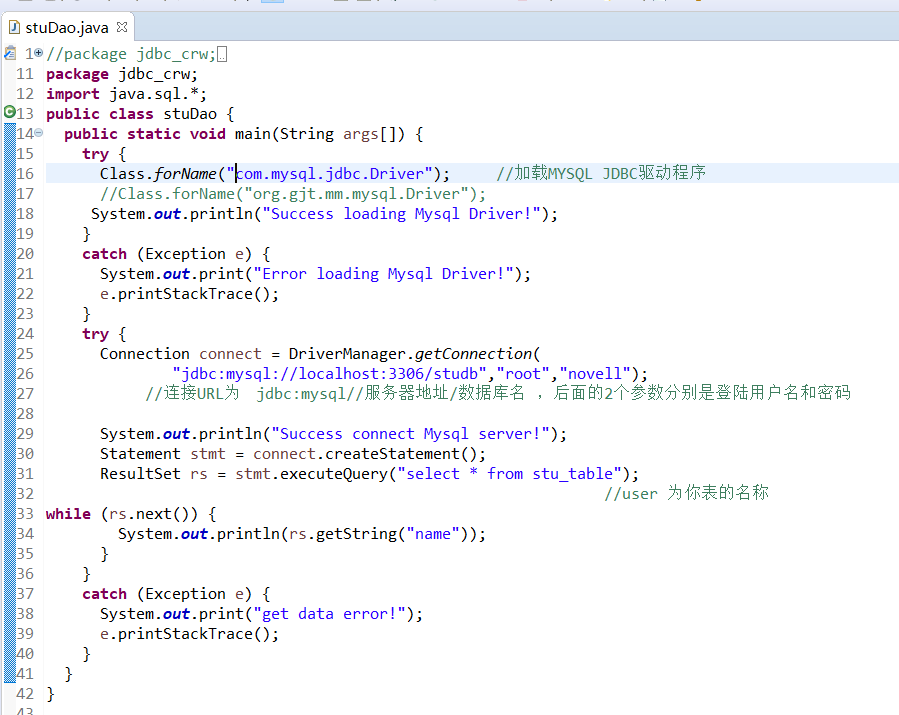 stuDao.java
1 //package jdbc_crw;
11 package jdbc_crw;
12 import java.sql.*;
13 public class stuDao {
14 public static void main(String args[]) {
15 try {
16 Class.forName("com.mysql.jdbc.Driver"); //加载MYSQL JDBC驱动程序
17 //Class.forName("org.gjt.mm.mysql.Driver");
18 System.out.println("Success loading Mysql Driver!");
19 }
20 catch (Exception e) {
21 System.out.print("Error loading Mysql Driver!");
22 e.printStackTrace();
23 }
24 try {
25 Connection connect = DriverManager.getConnection(
26 "jdbc:mysql://localhost:3306/studb","root","novell");
27 //连接URL为 jdbc:mysql//服务器地址/数据库名 ，后面的2个参数分别是登陆用户名和密码
28
29 System.out.println("Success connect Mysql server!");
30 Statement stmt = connect.createStatement();
31 ResultSet rs = stmt.executeQuery("select * from stu_table");
32 //user 为你表的名称
33 while (rs.next()) {
34 System.out.println(rs.getString("name"));
35 }
36 }
37 catch (Exception e) {
38 System.out.print("get data error!");
39 e.printStackTrace();
40 }
41 }
42 }
43